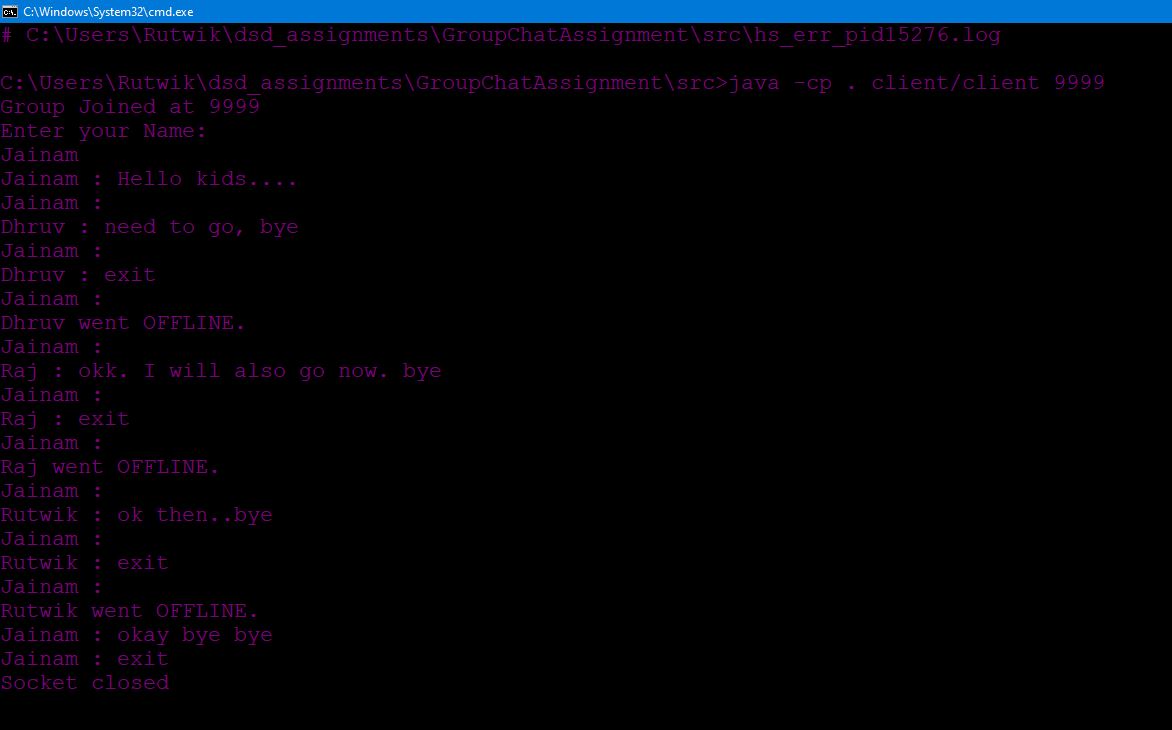 C:\Windows\System32\cmd.exe
# C:\Users\Rutwik\dsd_assignments\GroupChatAssignment\src\hs_err_pid15276.log
C:\Users\Rutwik\dsd_assignments\GroupChatAssignment\src>java -cp . client/client 9999
Group Joined at 9999
Enter your Name:
Jainam
Jainam : Hello kids....
Jainam :
Dhruv : need to go, bye
Jainam :
Dhruv : exit
Jainam :
Dhruv went OFFLINE.
Jainam :
Raj : okk. I will also go now. bye
Jainam :
Raj : exit
Jainam :
Raj went OFFLINE.
Jainam :
Rutwik : ok then..bye
Jainam :
Rutwik : exit
Jainam :
Rutwik went OFFLINE.
Jainam : okay bye bye
Jainam : exit
Socket closed